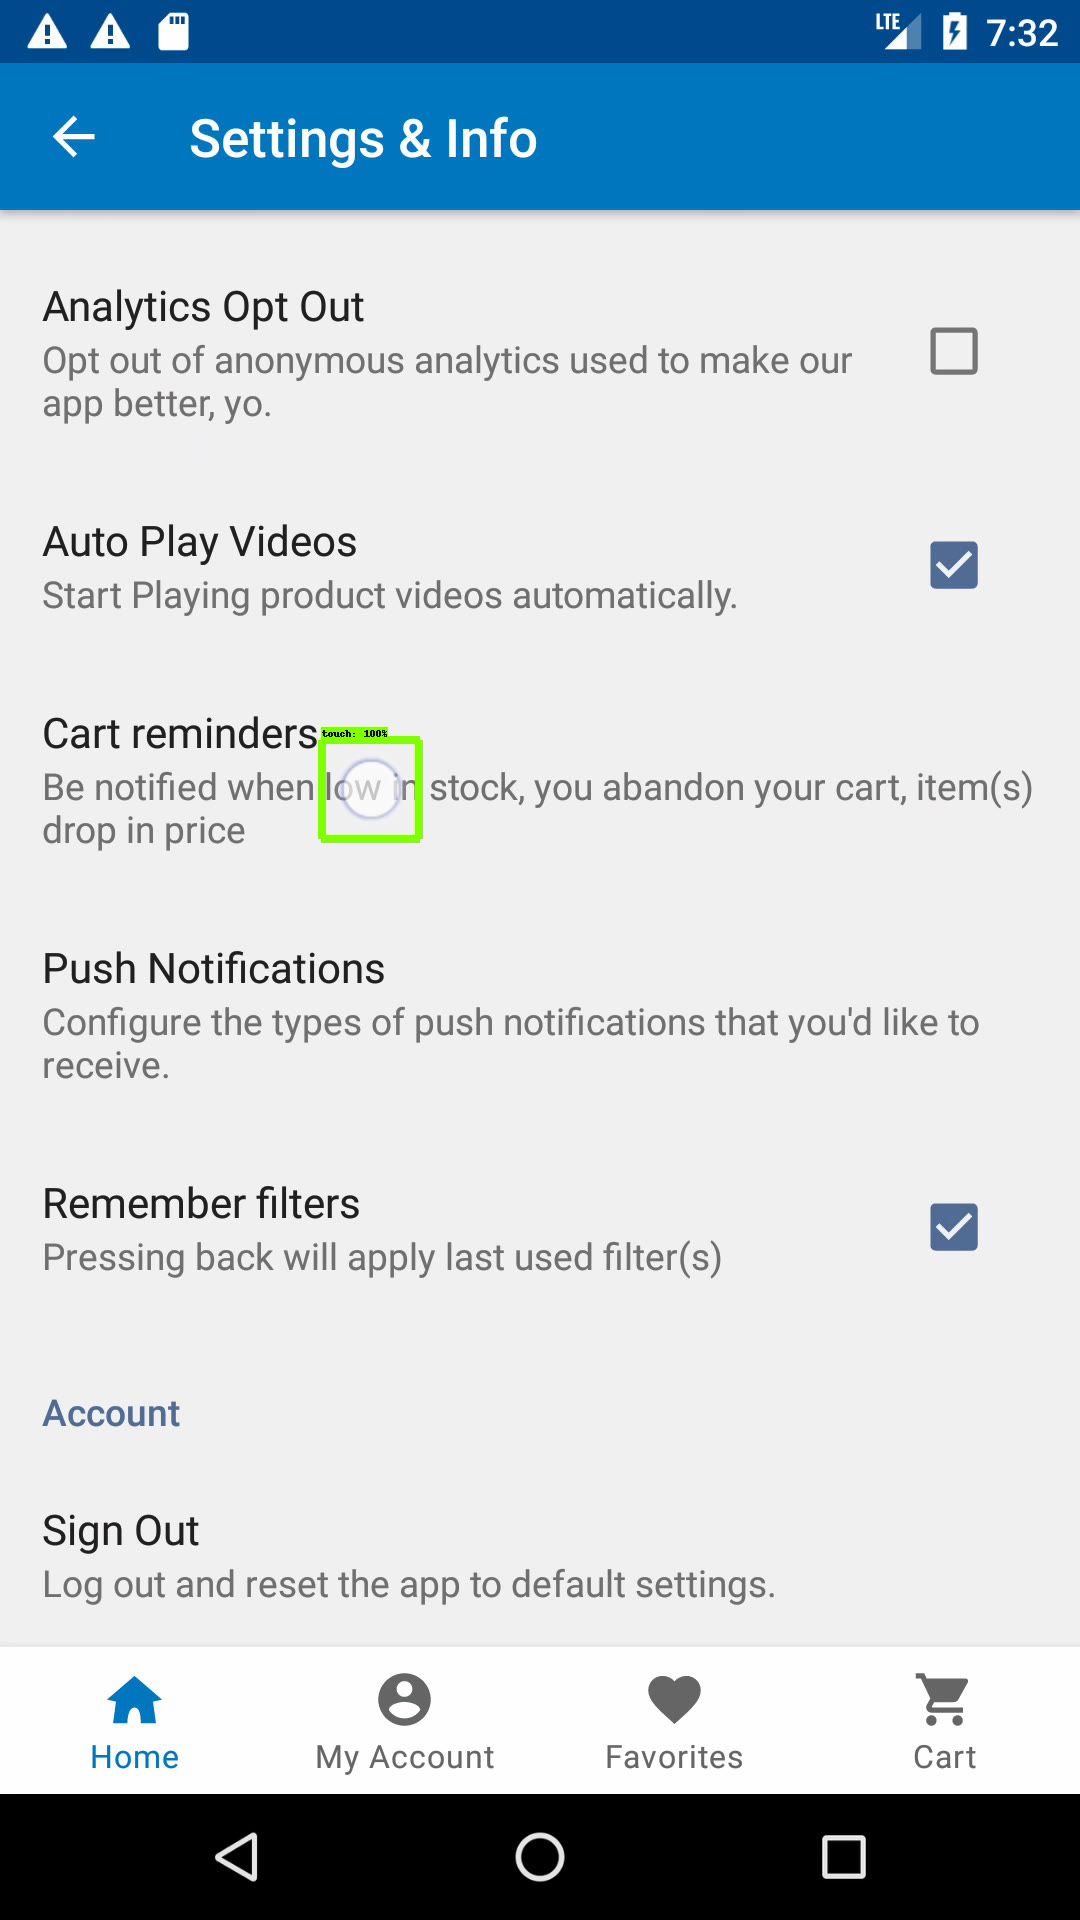 LTE 7:32
Settings & Info
Analytics Opt Out
Opt out of anonymous analytics used to make our
app better, yo.
Auto Play Videos
Start Playing product videos automatically.
Cart reminders
touch: 100%
Be notified when low in stock, you abandon your cart, item(s)
drop in price
Push Notifications
Configure the types of push notifications that you'd like to
receive.
Remember filters
Pressing back will apply last used filter(s)
Account
Sign Out
Log out and reset the app to default settings.
Home My Account Favorites Cart